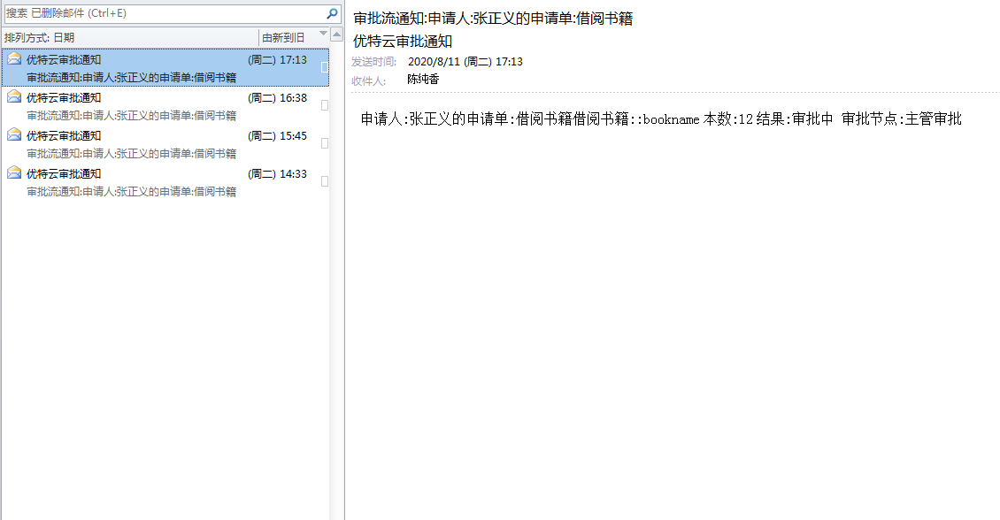 搜索 已删除邮件 (Ctrl+E)
排列方式: 日期 由新到旧
优特云审批通知 (周二) 17:13
审批流通知:申请人:张正义的申请单:借阅书籍
优特云审批通知 (周二) 16:38
审批流通知:申请人:张正义的申请单:借阅书籍
优特云审批通知 (周二) 15:45
审批流通知:申请人:张正义的申请单:借阅书籍
优特云审批通知 (周二) 14:33
审批流通知:申请人:张正义的申请单:借阅书籍
审批流通知:申请人:张正义的申请单:借阅书籍
优特云审批通知
发送时间: 2020/8/11 (周二) 17:13
收件人: 陈纯香
申请人:张正义的申请单:借阅书籍借阅书籍::bookname 本数:12 结果:审批中 审批节点:主管审批